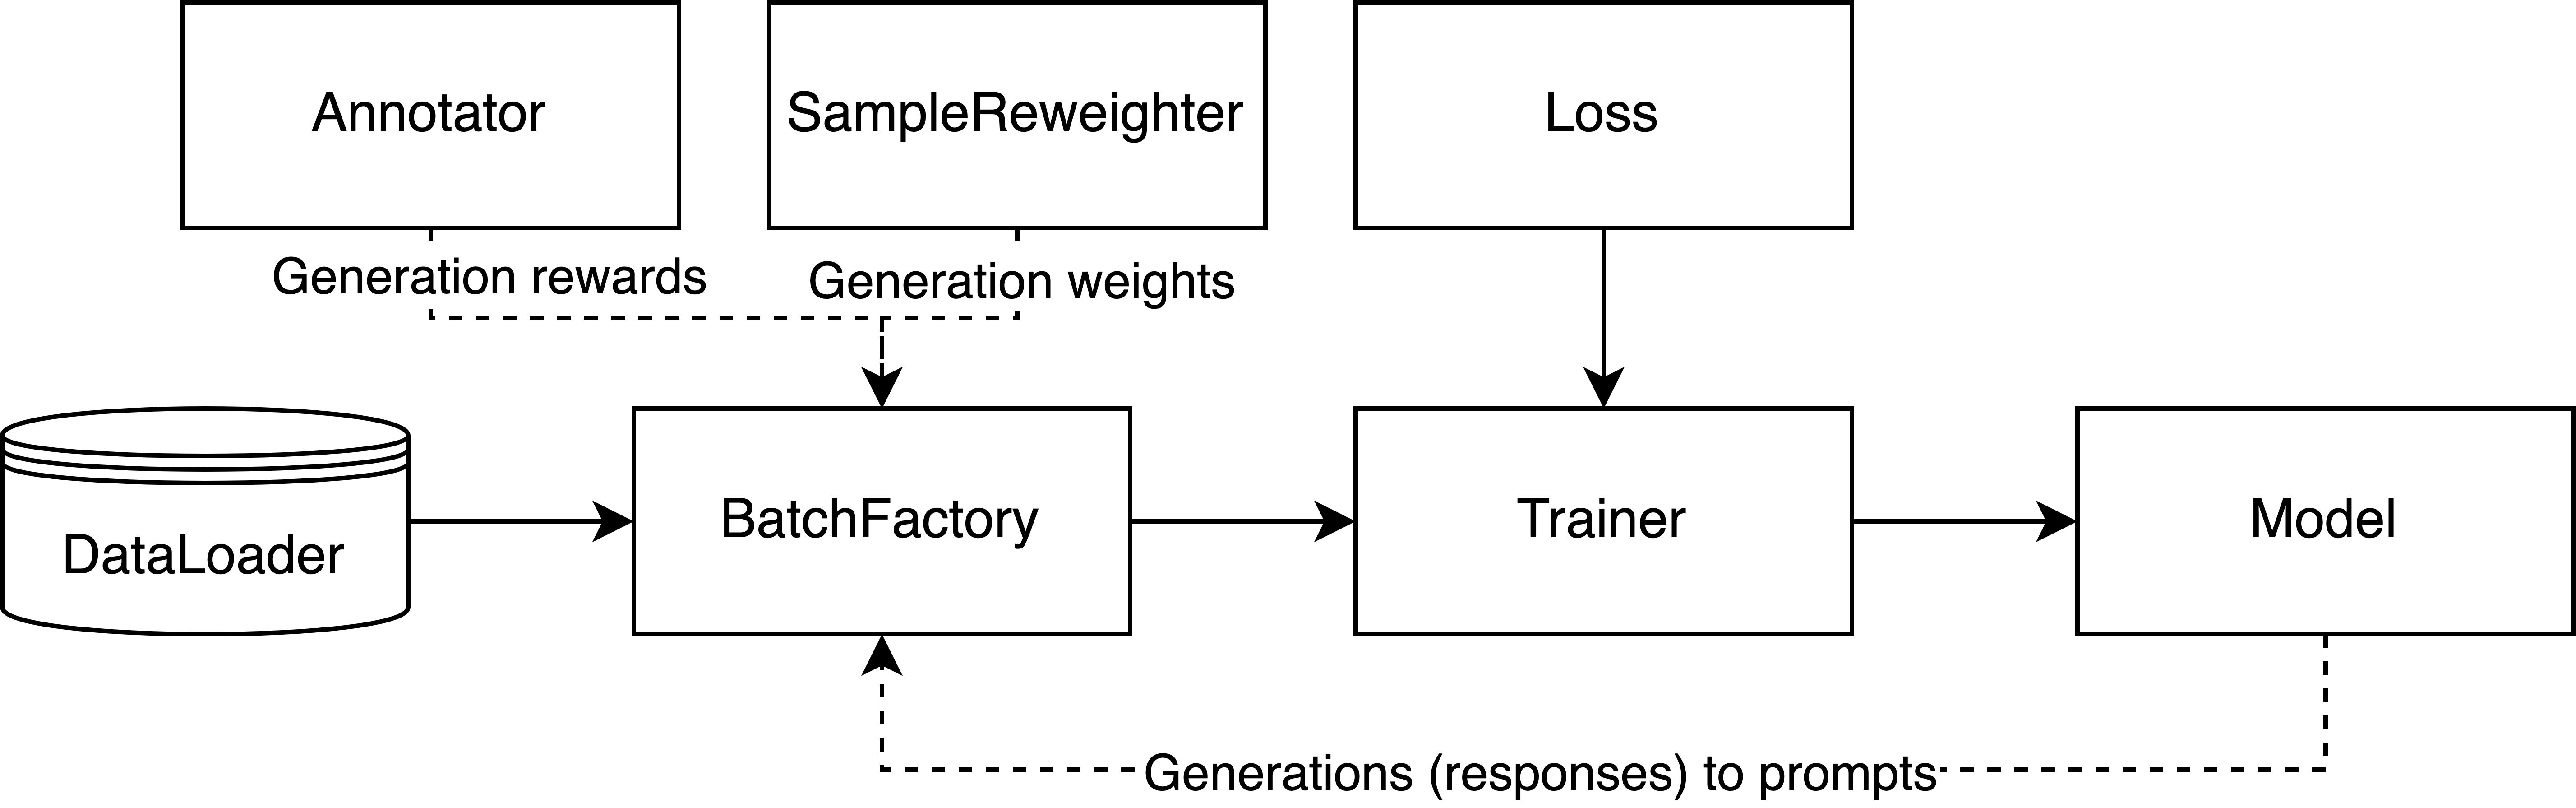 Annotator
SampleReweighter
Loss
Generation rewards
Generation weights
DataLoader
BatchFactory
Trainer
Model
Generations (responses) to prompts